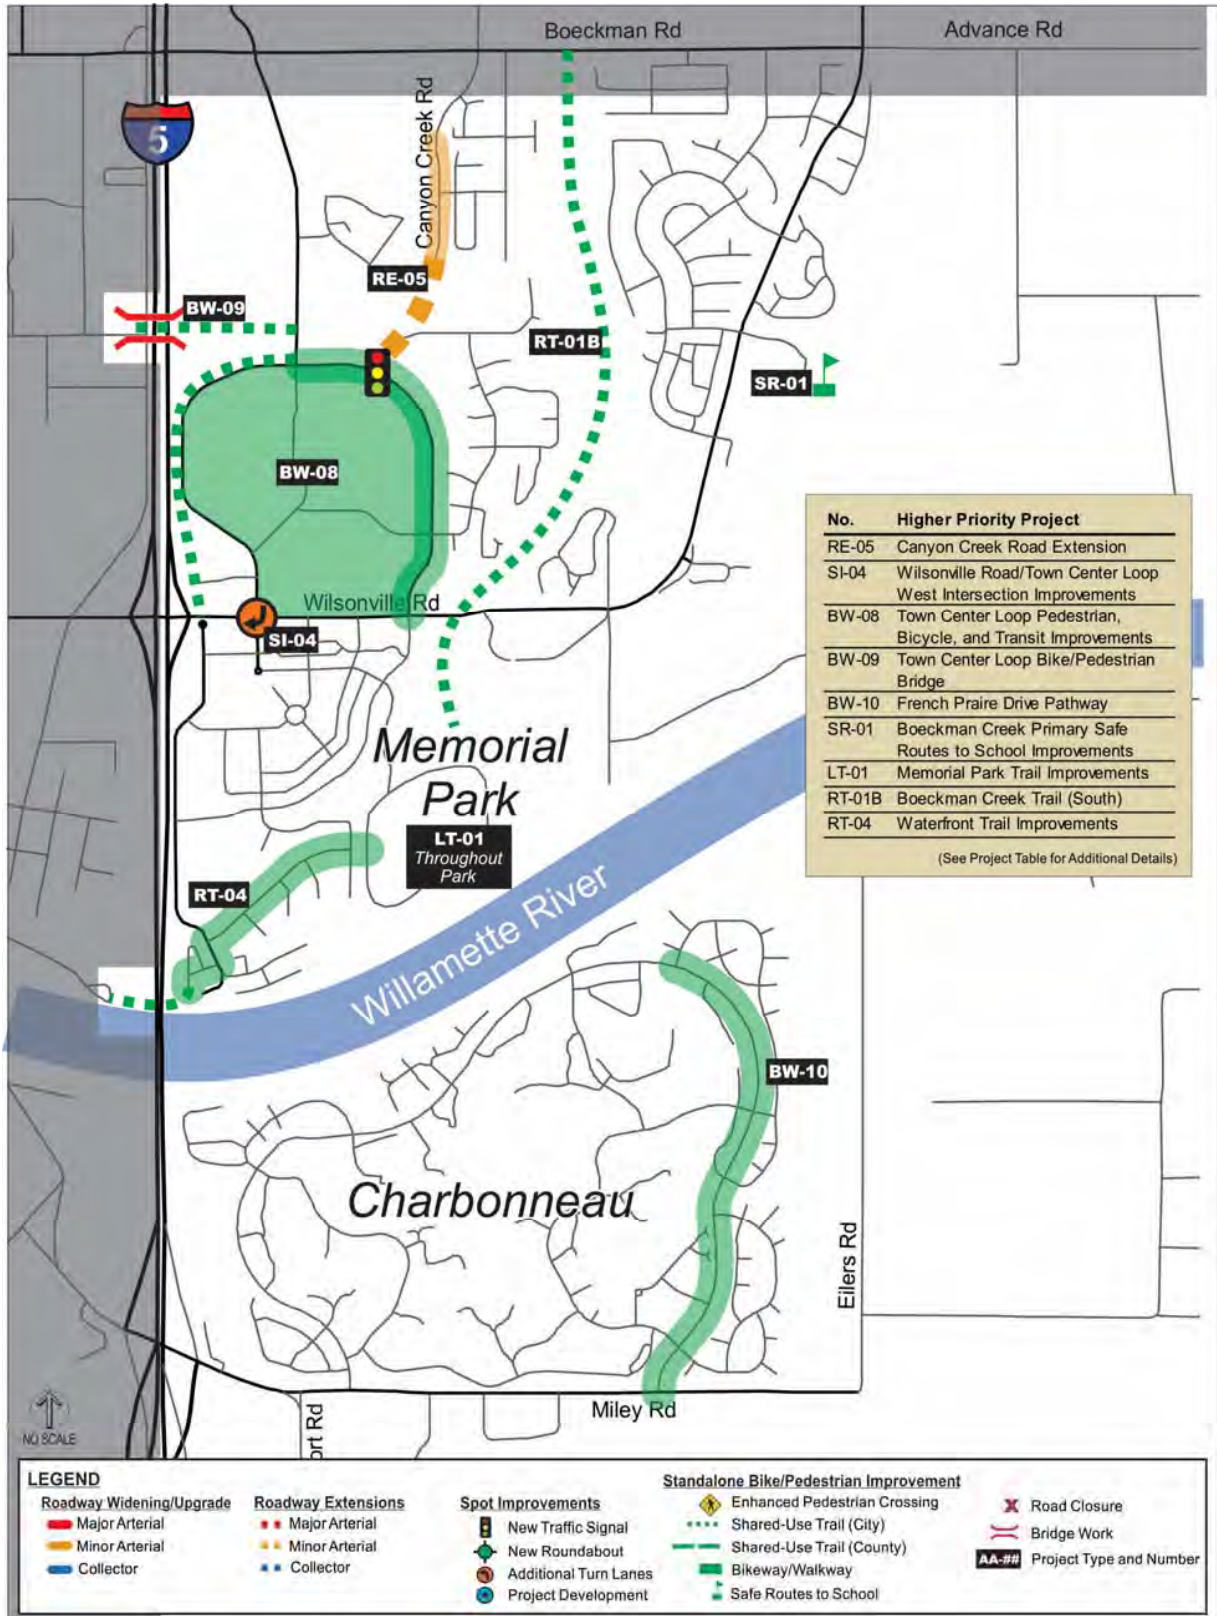 Boeckman Rd
Advance Rd
5
Canyon Creek Rd
RE-05
BW-09
RT-01B
SR-01
BW-08
Wilsonville Rd
SI-04
No. Higher Priority Project
RE-05 Canyon Creek Road Extension
SI-04 Wilsonville Road/Town Center Loop
West Intersection Improvements
BW-08 Town Center Loop Pedestrian,
Bicycle, and Transit Improvements
BW-09 Town Center Loop Bike/Pedestrian
Bridge
BW-10 French Praire Drive Pathway
SR-01 Boeckman Creek Primary Safe
Routes to School Improvements
LT-01 Memorial Park Trail Improvements
RT-01B Boeckman Creek Trail (South)
RT-04 Waterfront Trail Improvements
(See Project Table for Additional Details)
Memorial
Park
LT-01
Throughout
Park
RT-04
Willamette River
BW-10
Charbonneau
Eilers Rd
Miley Rd
ort Rd
NO SCALE
LEGEND
Roadway Widening/Upgrade
Major Arterial
Minor Arterial
Collector
Roadway Extensions
Major Arterial
Minor Arterial
Collector
Spot Improvements
New Traffic Signal
New Roundabout
Additional Turn Lanes
Project Development
Standalone Bike/Pedestrian Improvement
Enhanced Pedestrian Crossing
Shared-Use Trail (City)
Shared-Use Trail (County)
Bikeway/Walkway
Safe Routes to School
Road Closure
Bridge Work
AA-## Project Type and Number